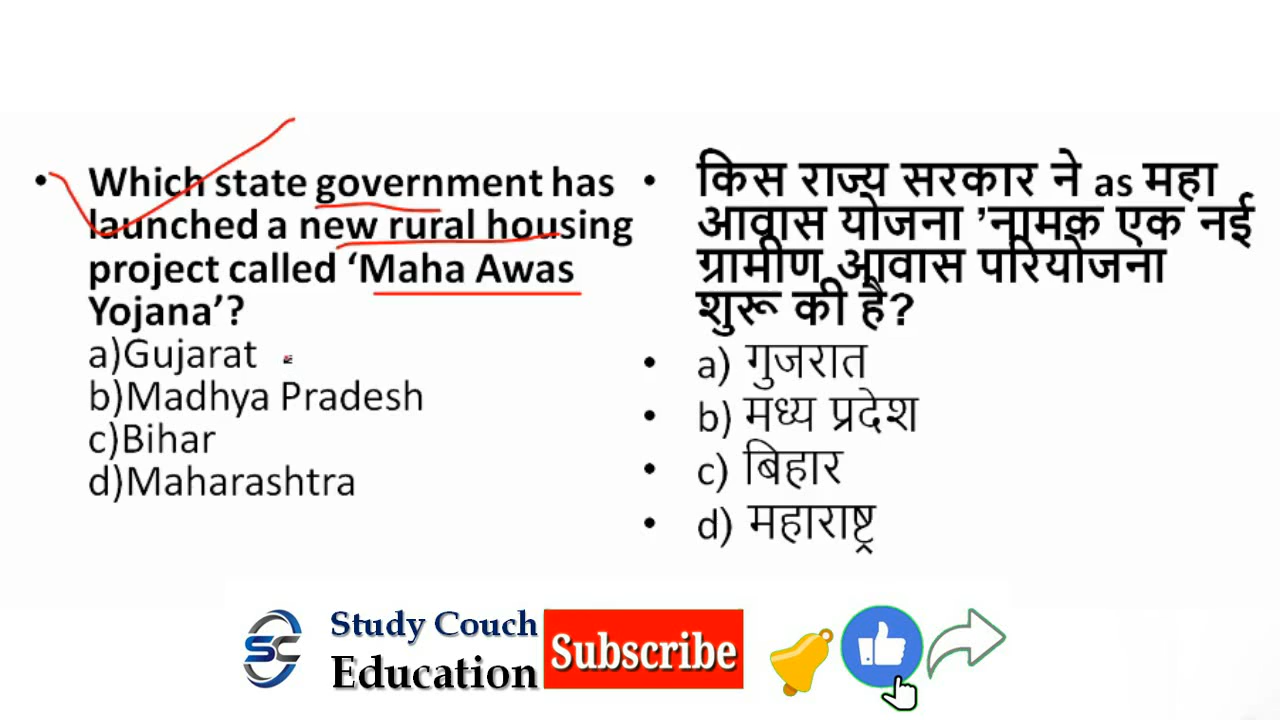 • Which state government has
launched a new rural housing
project called ‘Maha Awas
Yojana’?
a)Gujarat
b)Madhya Pradesh
c)Bihar
d)Maharashtra
• किस राज्य सरकार ने as महा
आवास योजना ’नामक एक नई
ग्रामीण आवास परियोजना
शुरू की है?
• a) गुजरात
• b) मध्य प्रदेश
• c) बिहार
• d) महाराष्ट्र
SC
Study Couch
Education
Subscribe